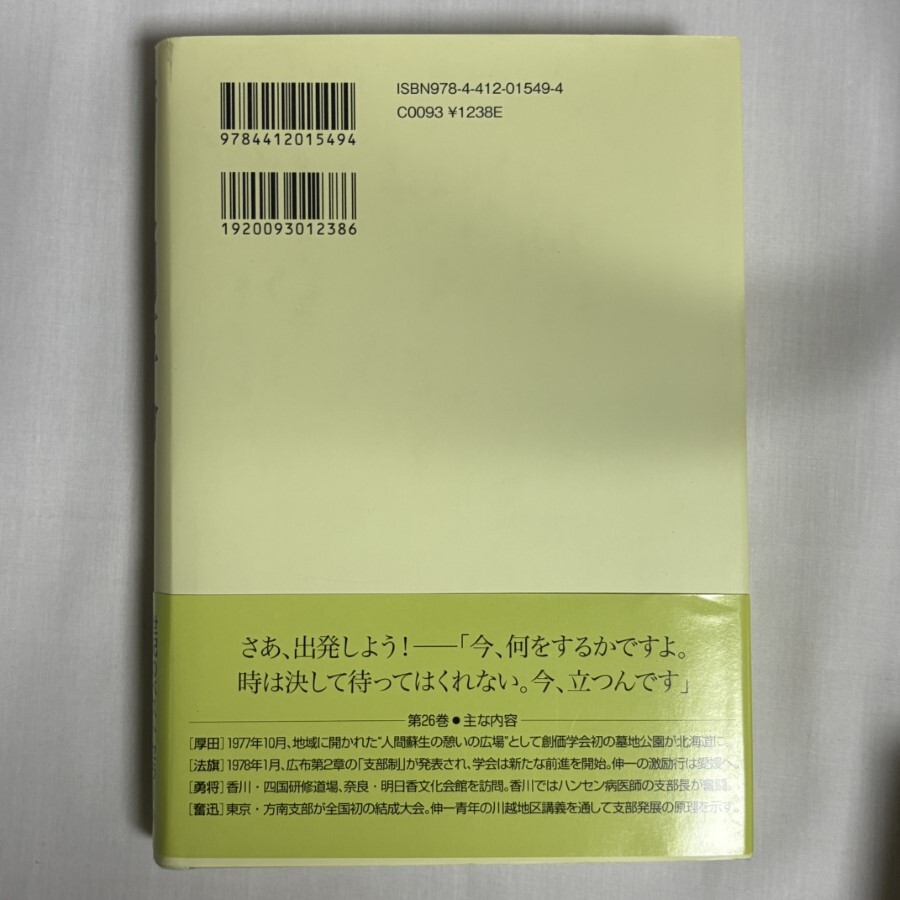 ISBN978-4-412-01549-4
C0093 ¥1238E
9784412015494
1920093012386
さあ、出発しよう！――「今、何をするかですよ。
時は決して待ってはくれない。今、立つんです」
第26巻●主な内容
［厚田］1977年10月、地域に開かれた“人間蘇生の憩いの広場”として創価学会初の墓地公園が北海道に。
［法旗］1978年1月、広布第2章の「支部制」が発表され、学会は新たな前進を開始。伸一の激励行は愛媛へ。
［勇将］香川・四国研修道場、奈良・明日香文化会館を訪問。香川ではハンセン病医師の支部長が奮闘。
［奮迅］東京・方南支部が全国初の結成大会。伸一青年の川越地区講義を通して支部発展の原理を示す。